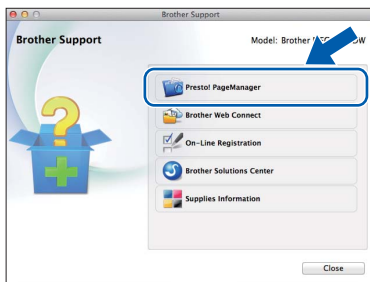 Brother Support
Brother Support
Model: Brother
Presto! PageManager
Brother Web Connect
On-Line Registration
Brother Solutions Center
Supplies Information
Close